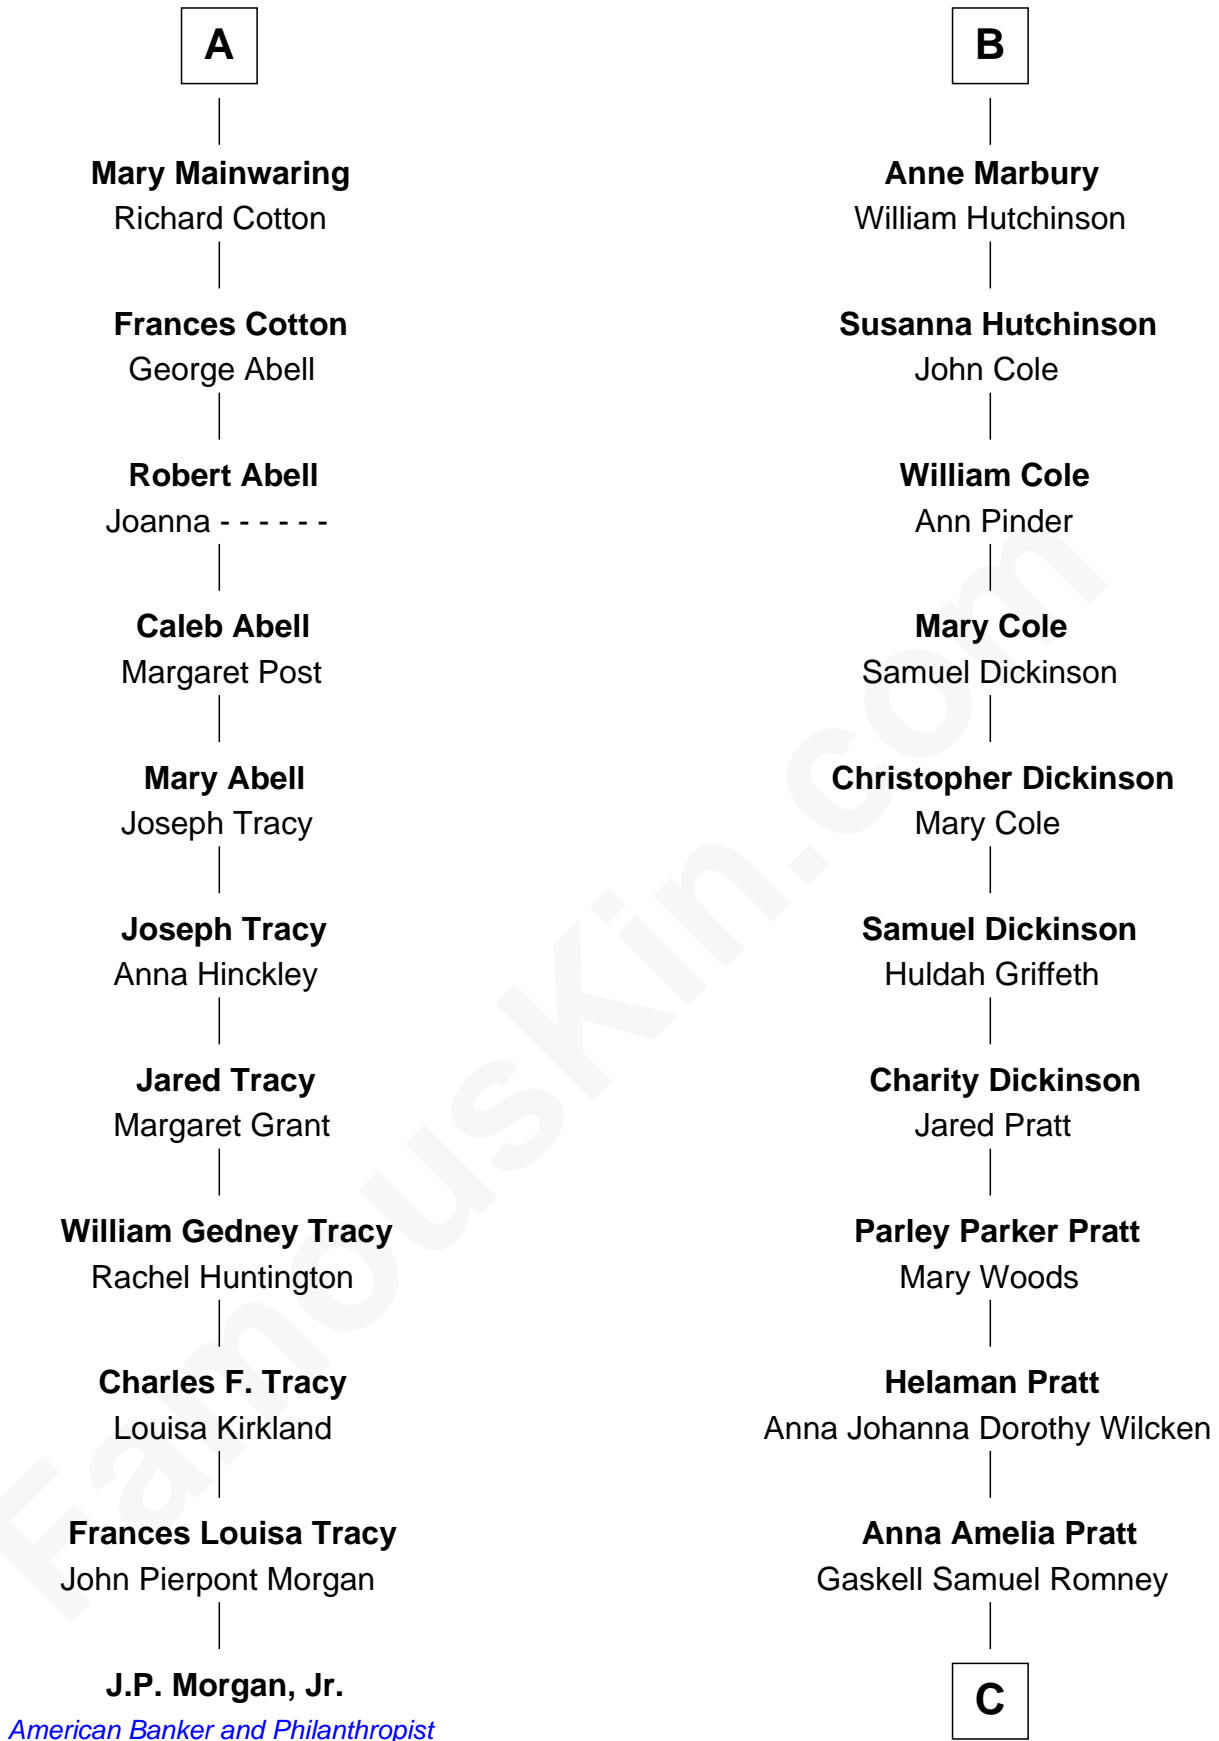 A
Mary Mainwaring
Richard Cotton
Frances Cotton
George Abell
Robert Abell
Joanna - - - - - -
Caleb Abell
Margaret Post
Mary Abell
Joseph Tracy
Joseph Tracy
Anna Hinckley
Jared Tracy
Margaret Grant
William Gedney Tracy
Rachel Huntington
Charles F. Tracy
Louisa Kirkland
Frances Louisa Tracy
John Pierpont Morgan
J.P. Morgan, Jr.
American Banker and Philanthropist
B
Anne Marbury
William Hutchinson
Susanna Hutchinson
John Cole
William Cole
Ann Pinder
Mary Cole
Samuel Dickinson
Christopher Dickinson
Mary Cole
Samuel Dickinson
Huldah Griffeth
Charity Dickinson
Jared Pratt
Parley Parker Pratt
Mary Woods
Helaman Pratt
Anna Johanna Dorothy Wilcken
Anna Amelia Pratt
Gaskell Samuel Romney
C
FamousKin.com